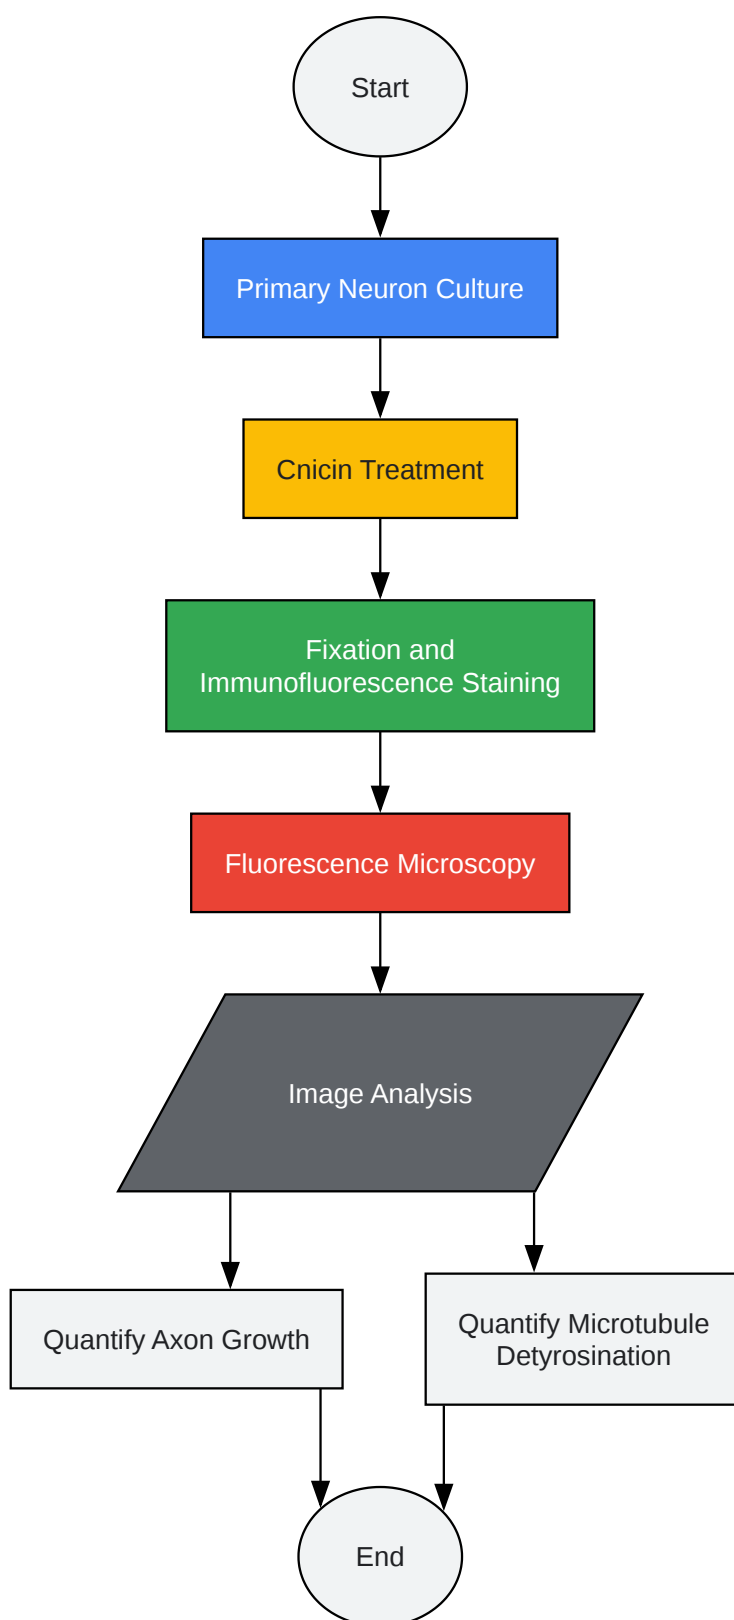 Start
Primary Neuron Culture
Cnicin Treatment
Fixation and
Immunofluorescence Staining
Fluorescence Microscopy
Image Analysis
Quantify Axon Growth
Quantify Microtubule
Detyrosination
End